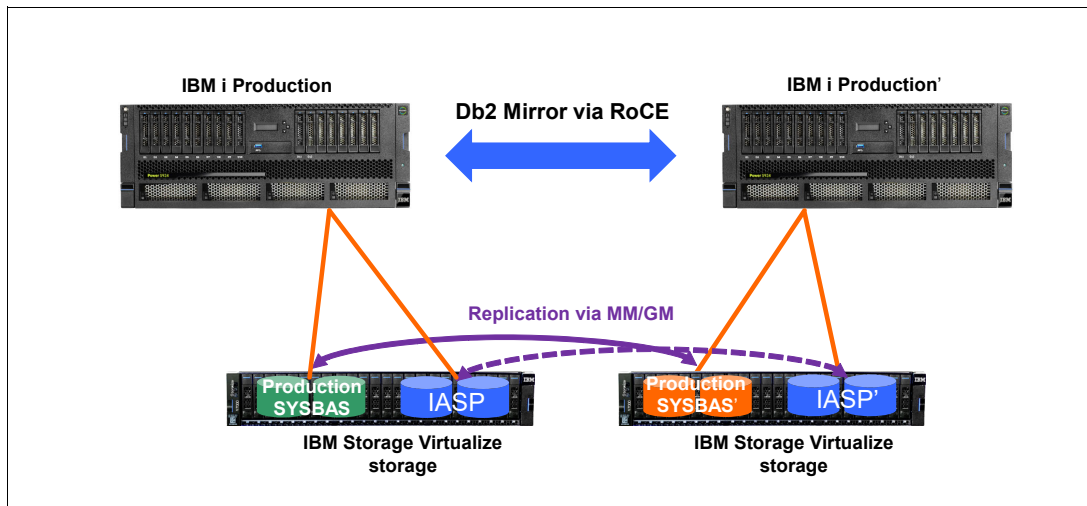 IBM i Production
IBM i Production’
Db2 Mirror via RoCE
Replication via MM/GM
Production
SYSBAS
IASP
Production
SYSBAS’
IASP’
IBM Storage Virtualize
storage
IBM Storage Virtualize
storage